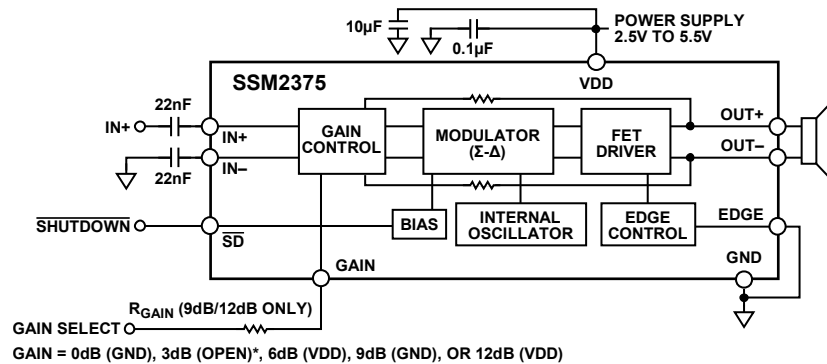 10µF
0.1µF
POWER SUPPLY
2.5V TO 5.5V
VDD
SSM2375
22nF
IN+
IN+
22nF
IN–
GAIN
CONTROL
MODULATOR
(Σ-Δ)
FET
DRIVER
OUT+
OUT–
BIAS
INTERNAL
OSCILLATOR
EDGE
CONTROL
EDGE
SHUTDOWN
SD
GAIN
GND
RGAIN (9dB/12dB ONLY)
GAIN SELECT
GAIN = 0dB (GND), 3dB (OPEN)*, 6dB (VDD), 9dB (GND), OR 12dB (VDD)